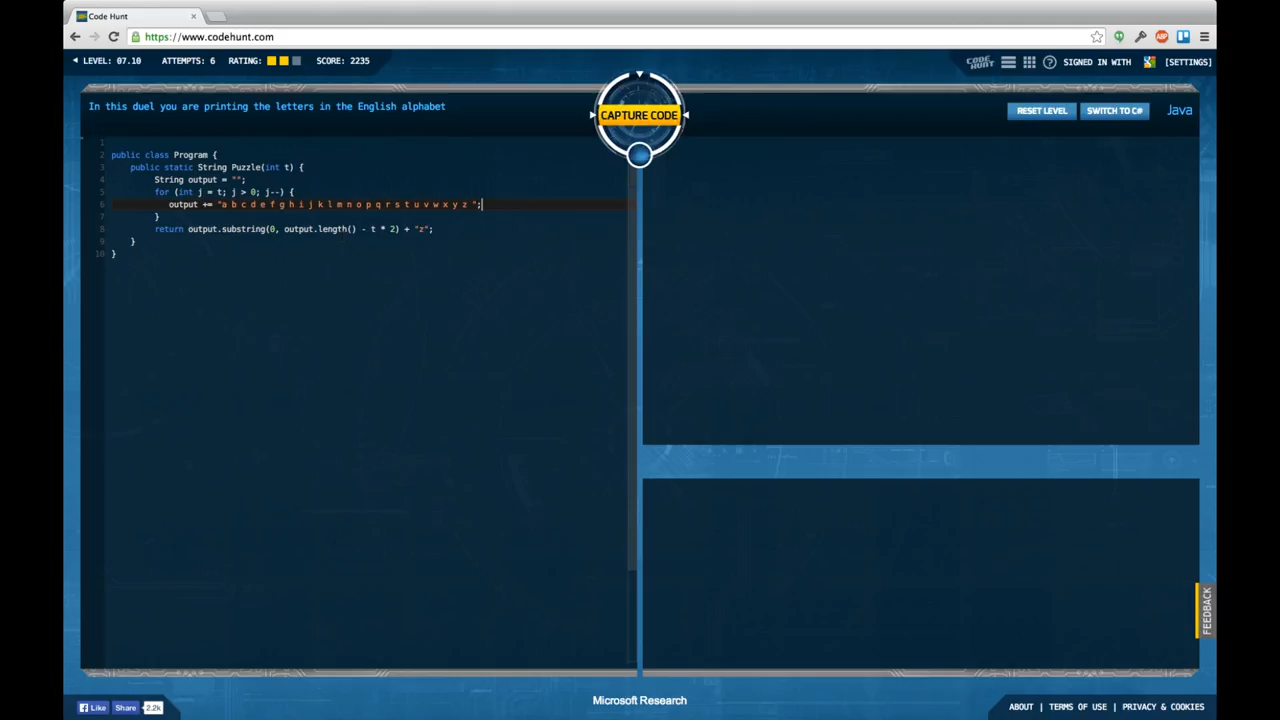 Code Hunt
https://www.codehunt.com
LEVEL: 07.10 ATTEMPTS: 6 RATING: SCORE: 2235
CODE HUNT SIGNED IN WITH [SETTINGS]
In this duel you are printing the letters in the English alphabet
CAPTURE CODE
RESET LEVEL SWITCH TO C# Java
1
2 public class Program {
3 public static String Puzzle(int t) {
4 String output = "";
5 for (int j = t; j > 0; j--) {
6 output += "a b c d e f g h i j k l m n o p q r s t u v w x y z ";
7 }
8 return output.substring(0, output.length() - t * 2) + "z";
9 }
10 }
FEEDBACK
Like Share 2.2k
Microsoft Research
ABOUT | TERMS OF USE | PRIVACY & COOKIES